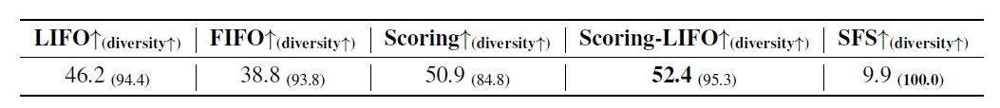 LIFO↑(diversity↑) FIFO↑(diversity↑) Scoring↑(diversity↑) Scoring-LIFO↑(diversity↑) SFS↑(diversity↑)
46.2 (94.4) 38.8 (93.8) 50.9 (84.8) 52.4 (95.3) 9.9 (100.0)